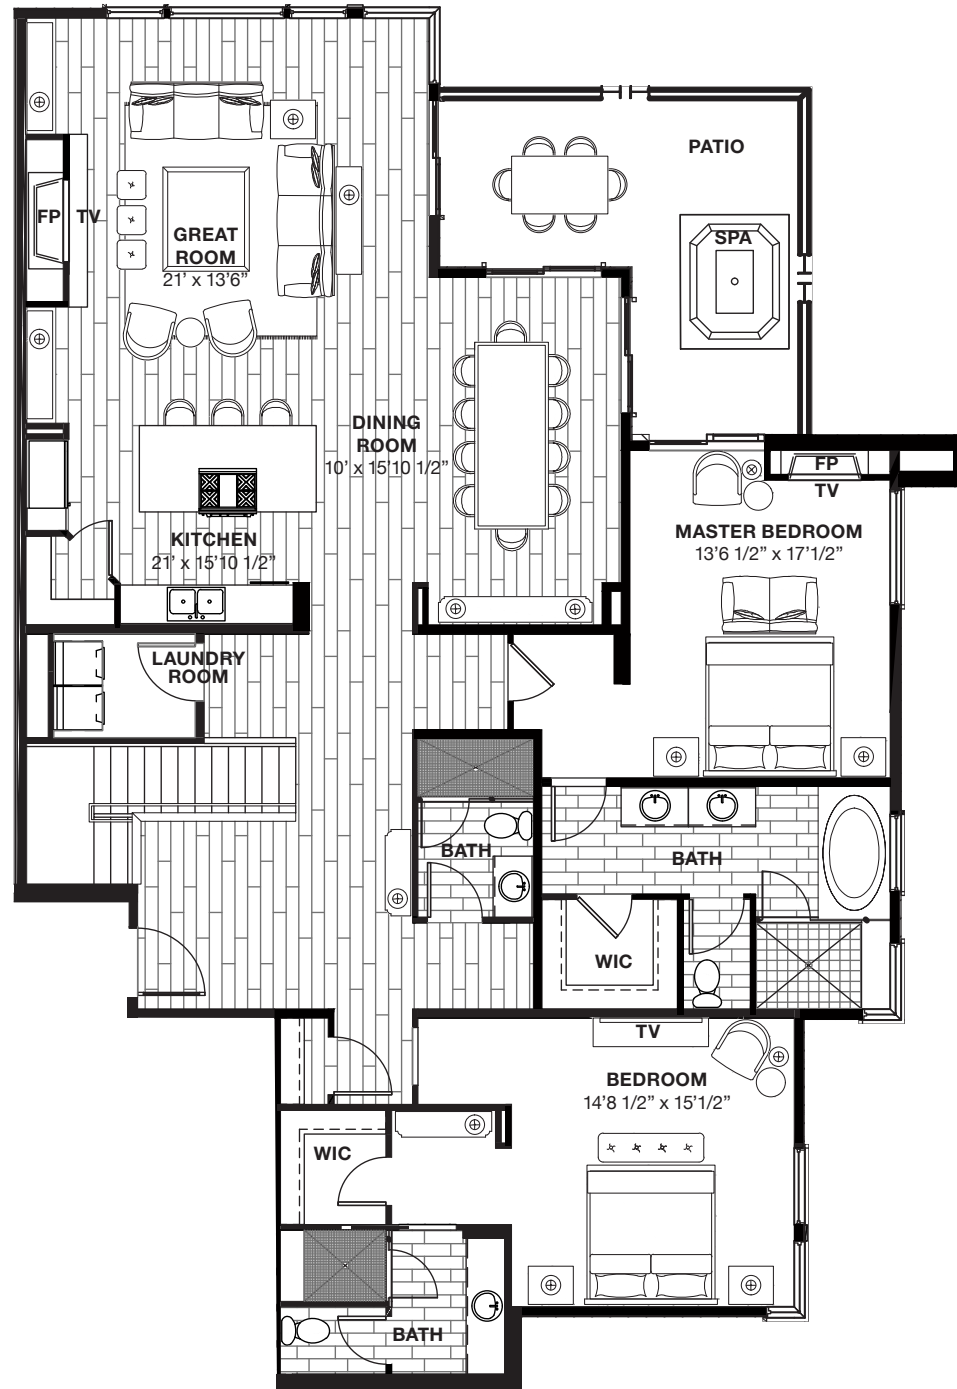 PATIO
SPA
FP TV
GREAT
ROOM
21’ x 13’6”
DINING
ROOM
10’ x 15’10 1/2”
FP
TV
KITCHEN
21’ x 15’10 1/2”
MASTER BEDROOM
13’6 1/2” x 17’1/2”
LAUNDRY
ROOM
BATH
BATH
WIC
TV
BEDROOM
14’8 1/2” x 15’1/2”
WIC
BATH